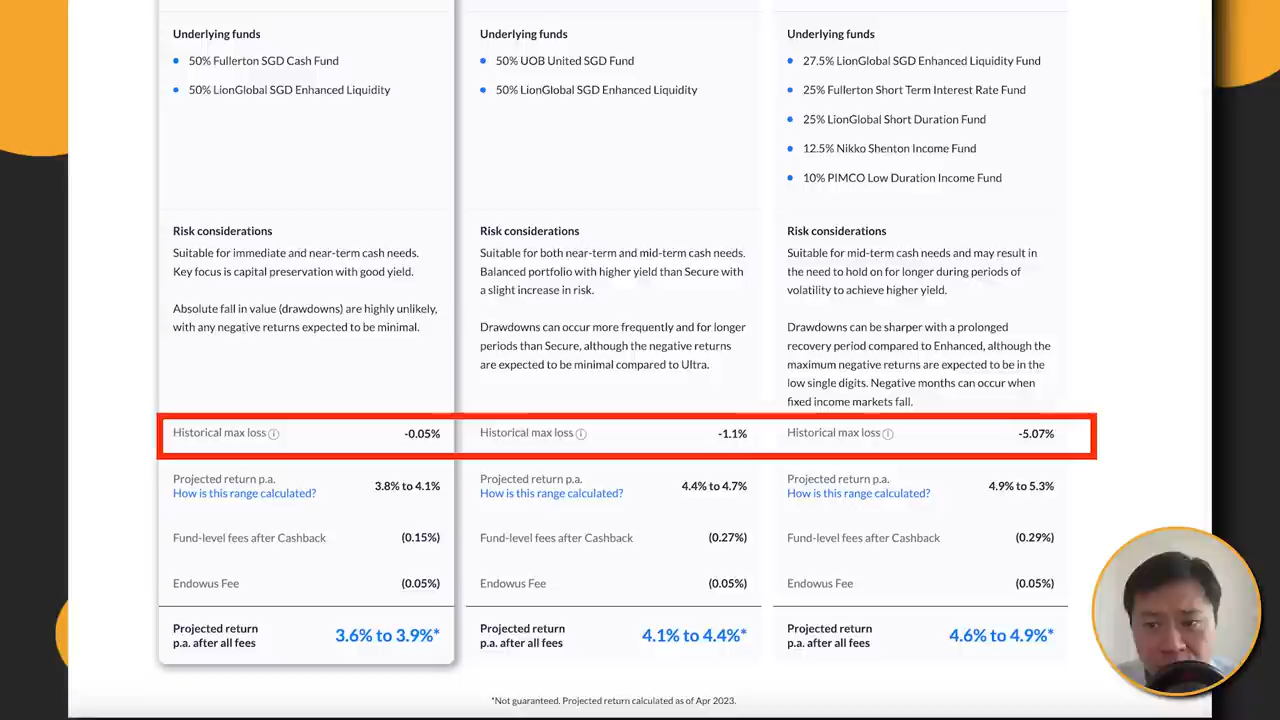 Underlying funds
50% Fullerton SGD Cash Fund
50% LionGlobal SGD Enhanced Liquidity
Risk considerations
Suitable for immediate and near-term cash needs.
Key focus is capital preservation with good yield.
Absolute fall in value (drawdowns) are highly unlikely,
with any negative returns expected to be minimal.
Historical max loss -0.05%
Projected return p.a. 3.8% to 4.1%
How is this range calculated?
Fund-level fees after Cashback (0.15%)
Endowus Fee (0.05%)
Projected return
p.a. after all fees 3.6% to 3.9%*
Underlying funds
50% UOB United SGD Fund
50% LionGlobal SGD Enhanced Liquidity
Risk considerations
Suitable for both near-term and mid-term cash needs.
Balanced portfolio with higher yield than Secure with
a slight increase in risk.
Drawdowns can occur more frequently and for longer
periods than Secure, although the negative returns
are expected to be minimal compared to Ultra.
Historical max loss -1.1%
Projected return p.a. 4.4% to 4.7%
How is this range calculated?
Fund-level fees after Cashback (0.27%)
Endowus Fee (0.05%)
Projected return
p.a. after all fees 4.1% to 4.4%*
Underlying funds
27.5% LionGlobal SGD Enhanced Liquidity Fund
25% Fullerton Short Term Interest Rate Fund
25% LionGlobal Short Duration Fund
12.5% Nikko Shenton Income Fund
10% PIMCO Low Duration Income Fund
Risk considerations
Suitable for mid-term cash needs and may result in
the need to hold on for longer during periods of
volatility to achieve higher yield.
Drawdowns can be sharper with a prolonged
recovery period compared to Enhanced, although the
maximum negative returns are expected to be in the
low single digits. Negative months can occur when
fixed income markets fall.
Historical max loss -5.07%
Projected return p.a. 4.9% to 5.3%
How is this range calculated?
Fund-level fees after Cashback (0.29%)
Endowus Fee (0.05%)
Projected return
p.a. after all fees 4.6% to 4.9%*
*Not guaranteed. Projected return calculated as of Apr 2023.